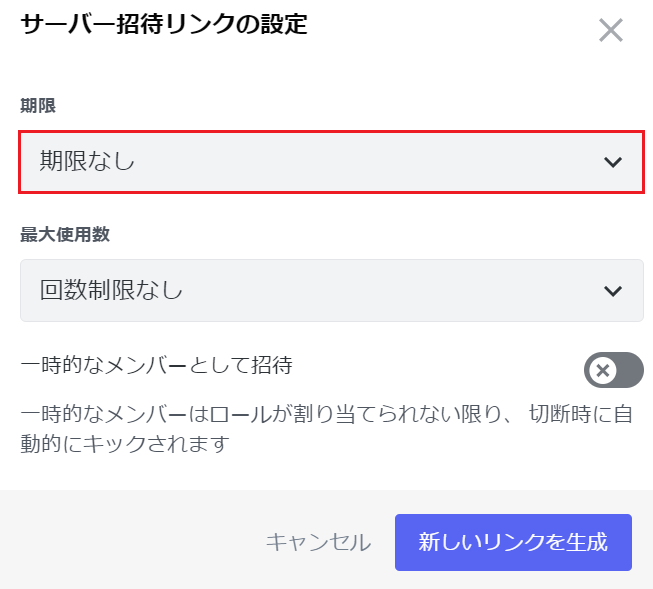 サーバー招待リンクの設定
期限
期限なし
最大使用数
回数制限なし
一時的なメンバーとして招待
一時的なメンバーはロールが割り当てられない限り、 切断時に自
動的にキックされます
キャンセル
新しいリンクを生成